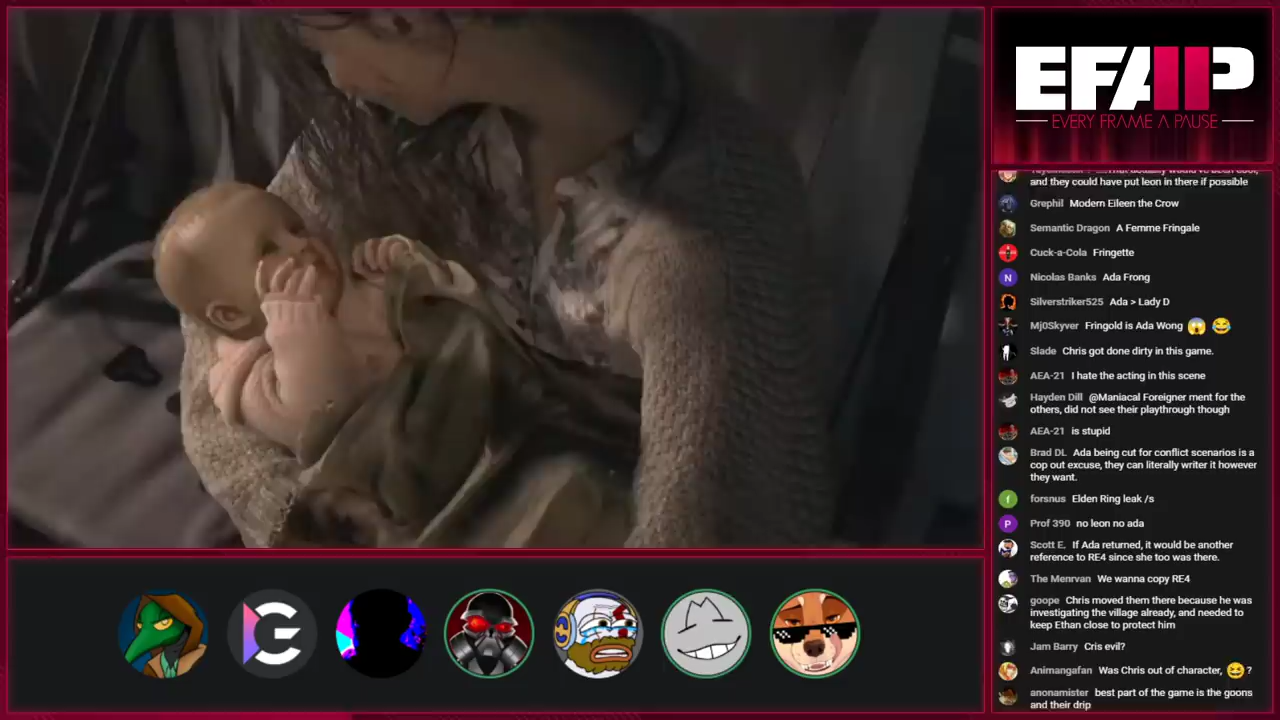 EFAP
EVERY FRAME A PAUSE
and they could have put leon in there if possible
Grephil Modern Eileen the Crow
Semantic Dragon A Femme Fringale
Cuck-a-Cola Fringette
N
Nicolas Banks Ada Frong
Silverstriker525 Ada > Lady D
Mj0Skyver Fringold is Ada Wong 😱 😂
Slade Chris got done dirty in this game.
AEA-21 I hate the acting in this scene
Hayden Dill @Maniacal Foreigner ment for the
others, did not see their playthrough though
AEA-21 is stupid
Brad DL Ada being cut for conflict scenarios is a
cop out excuse, they can literally writer it however
they want.
f
forsnus Elden Ring leak /s
P
Prof 390 no leon no ada
Scott E. If Ada returned, it would be another
reference to RE4 since she too was there.
The Menrvan We wanna copy RE4
goope Chris moved them there because he was
investigating the village already, and needed to
keep Ethan close to protect him
Jam Barry Cris evil?
Animangafan Was Chris out of character, 😆 ?
anonamister best part of the game is the goons
and their drip